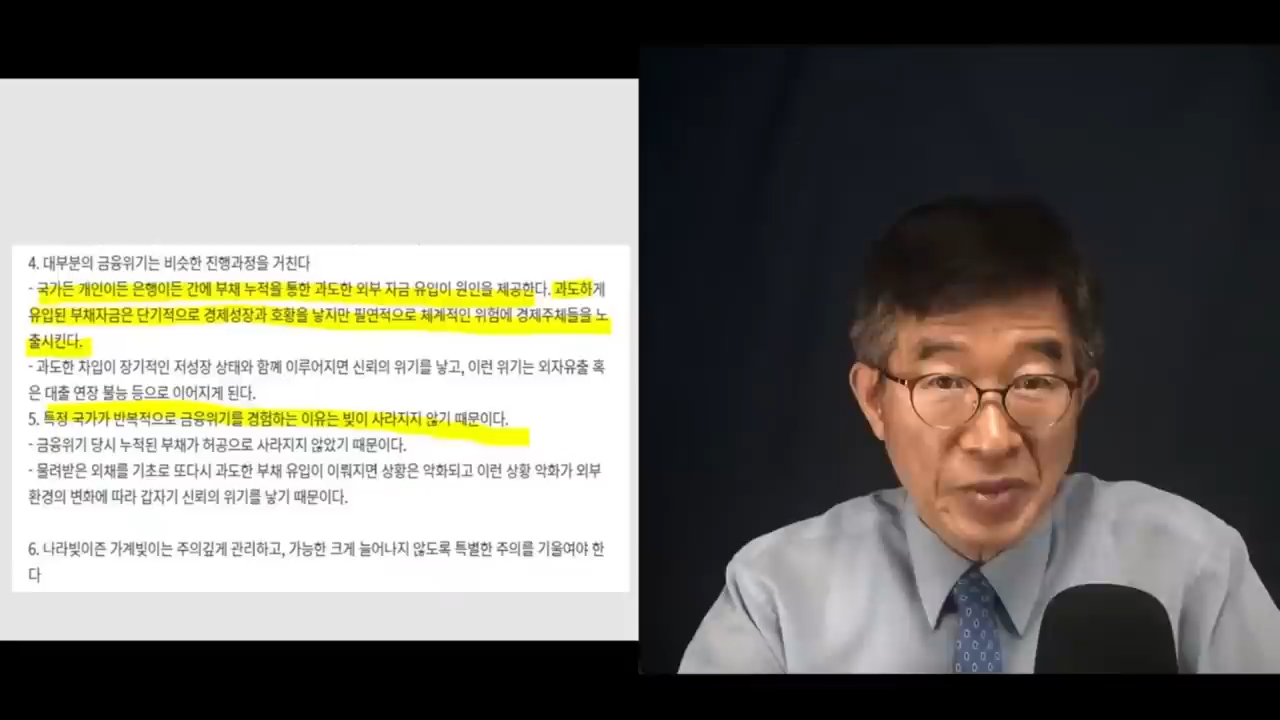 4. 대부분의 금융위기는 비슷한 진행과정을 거친다
- 국가든 개인이든 은행이든 간에 부채 누적을 통한 과도한 외부 자금 유입이 원인을 제공한다. 과도하게
유입된 부채자금은 단기적으로 경제성장과 호황을 낳지만 필연적으로 체계적인 위험에 경제주체들을 노
출시킨다.
- 과도한 차입이 장기적인 저성장 상태와 함께 이루어지면 신뢰의 위기를 낳고, 이런 위기는 외자유출 혹
은 대출 연장 불능 등으로 이어지게 된다.
5. 특정 국가가 반복적으로 금융위기를 경험하는 이유는 빚이 사라지지 않기 때문이다.
- 금융위기 당시 누적된 부채가 허공으로 사라지지 않았기 때문이다.
- 물려받은 외채를 기초로 또다시 과도한 부채 유입이 이뤄지면 상황은 악화되고 이런 상황 악화가 외부
환경의 변화에 따라 갑자기 신뢰의 위기를 낳기 때문이다.
6. 나라빚이즌 가계빚이는 주의깊게 관리하고, 가능한 크게 늘어나지 않도록 특별한 주의를 기울여야 한
다